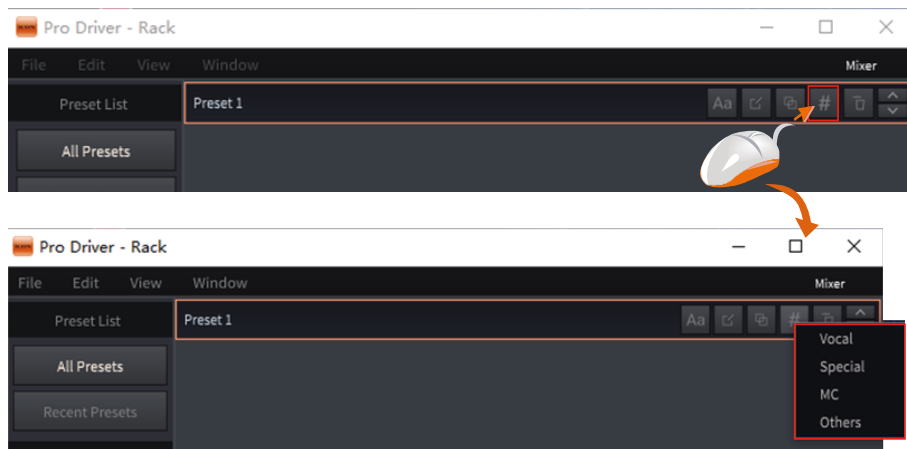 Pro Driver - Rack
File Edit View Window Mixer
Preset List Preset 1 Aa #
All Presets
Pro Driver - Rack
File Edit View Window Mixer
Preset List Preset 1 Aa #
Vocal
All Presets Special
MC
Recent Presets
Others